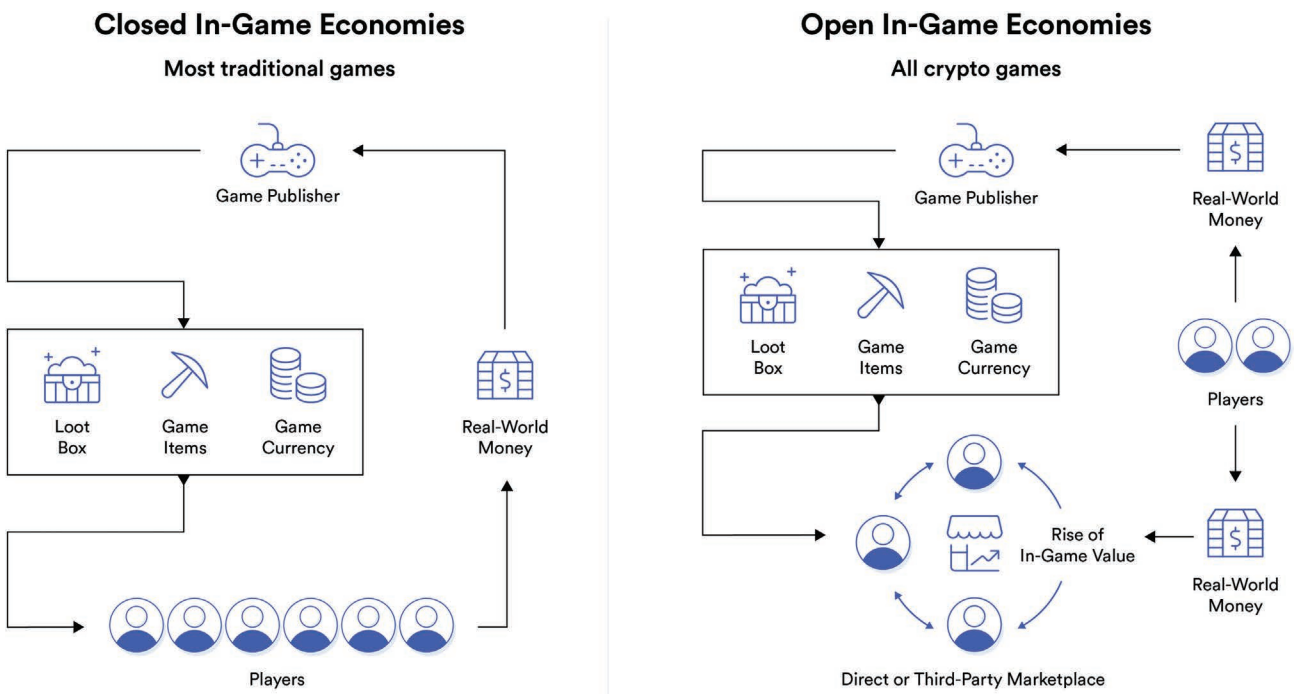 Closed In-Game Economies
Most traditional games
Game Publisher
Loot
Box
Game
Items
Game
Currency
$
Real-World
Money
Players
Open In-Game Economies
All crypto games
Game Publisher
$
Real-World
Money
Loot
Box
Game
Items
Game
Currency
Players
Rise of
In-Game Value
$
Real-World
Money
Direct or Third-Party Marketplace